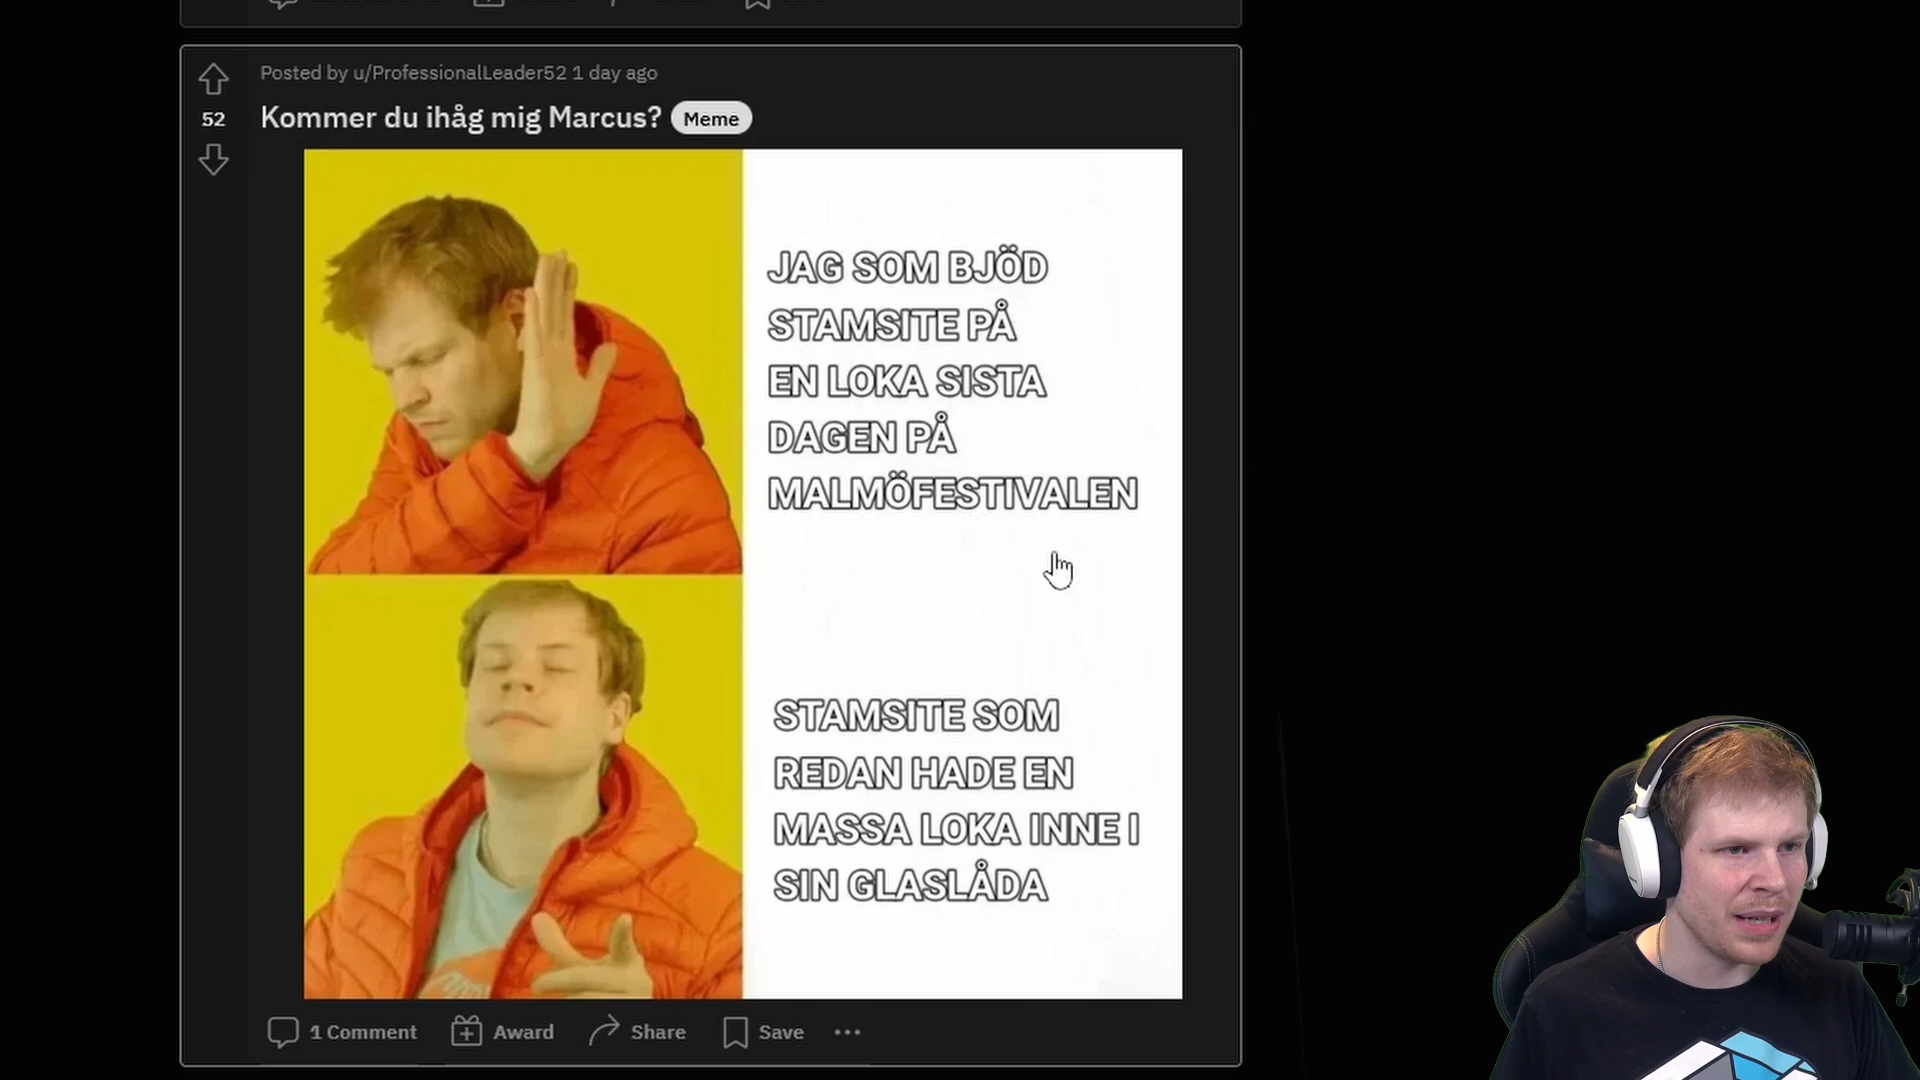 Posted by u/ProfessionalLeader52 1 day ago
52
Kommer du ihåg mig Marcus? Meme
JAG SOM BJÖD
STAMSITE PÅ
EN LOKA SISTA
DAGEN PÅ
MALMÖFESTIVALEN
STAMSITE SOM
REDAN HADE EN
MASSA LOKA INNE I
SIN GLASLÅDA
1 Comment Award Share Save